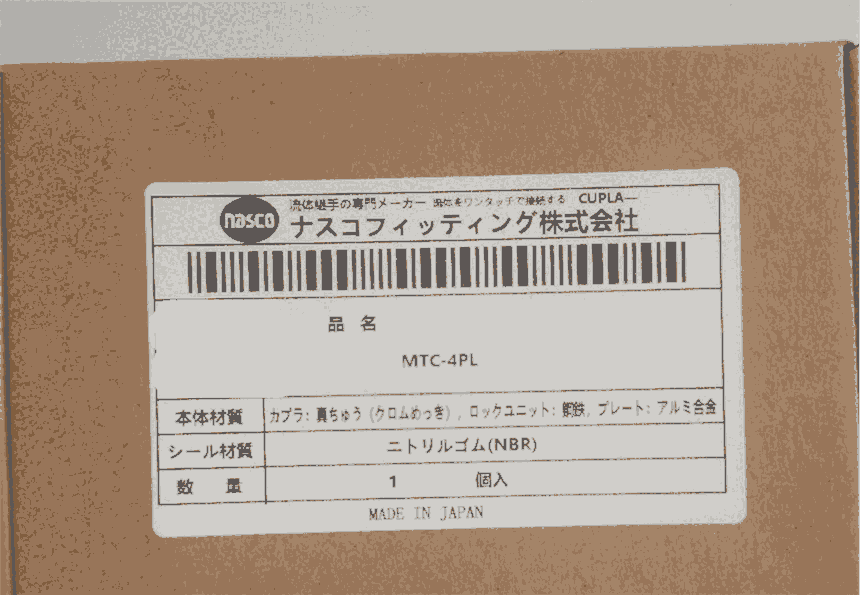 nasco
流体継手の専門メーカー 流体をワンタッチで接続する CUPLA—
ナスコフィッティング株式会社
品 名
MTC-4PL
本体材質 カプラ:真ちゅう (クロムめっき) , ロックユニット: 鋼鉄, プレート: アルミ合金
シール材質 ニトリルゴム(NBR)
数 量 1 個入
MADE IN JAPAN